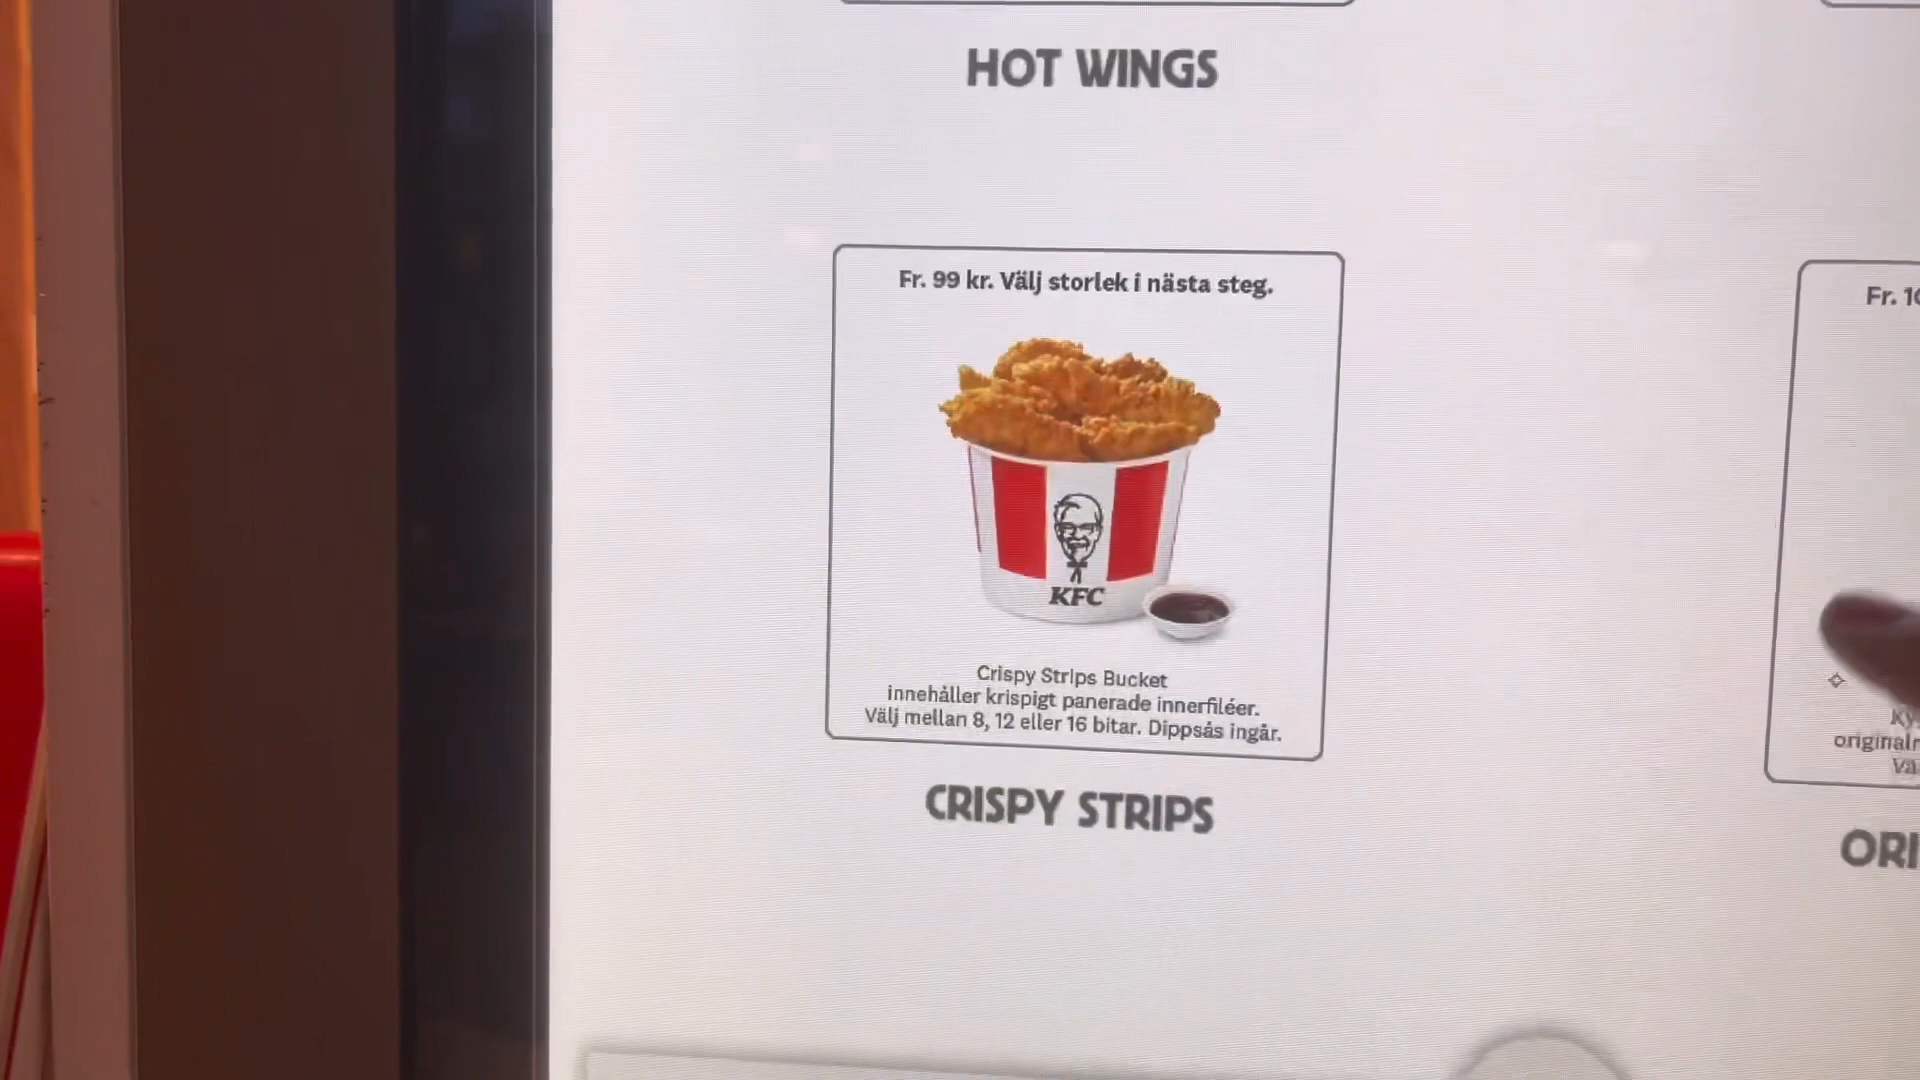 HOT WINGS
Fr. 99 kr. Välj storlek i nästa steg.
KFC
Crispy Strips Bucket
innehåller krispigt panerade innerfiléer.
Välj mellan 8, 12 eller 16 bitar. Dippsås ingår.
CRISPY STRIPS
Fr.